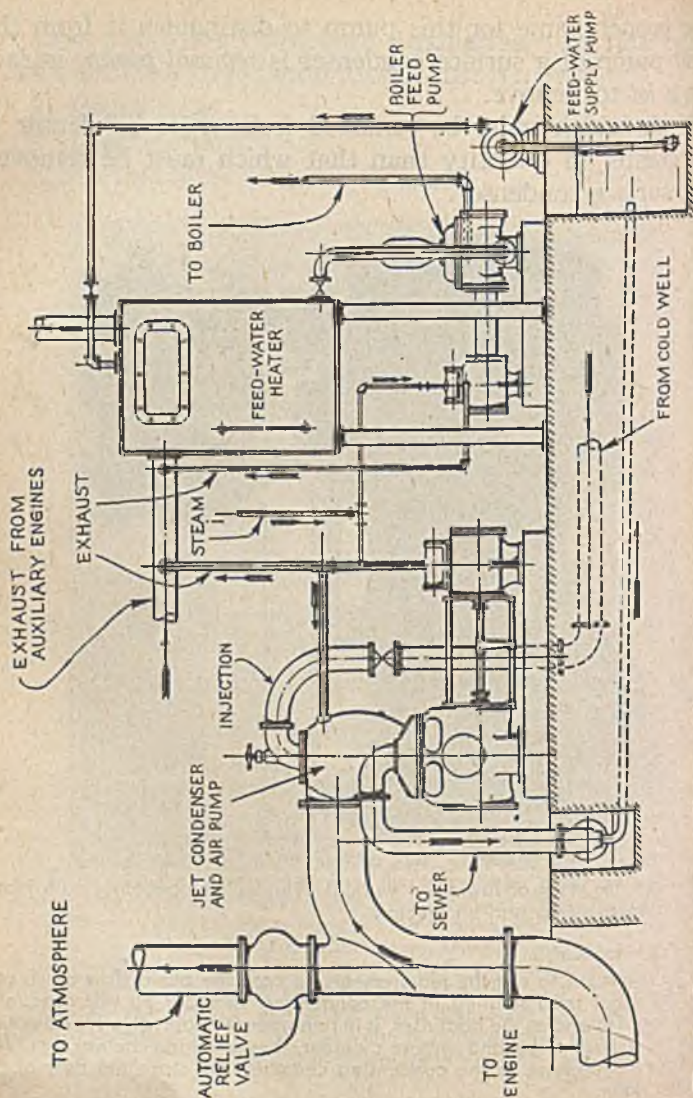 TO ATMOSPHERE
AUTOMATIC
RELIEF
VALVE
TO
ENGINE
JET CONDENSER
AND AIR PUMP
TO
SEWER
INJECTION
EXHAUST FROM
AUXILIARY ENGINES
EXHAUST
STEAM
FEED-WATER
HEATER
TO BOILER
BOILER
FEED
PUMP
FEED-WATER
SUPPLY PUMP
FROM COLD WELL